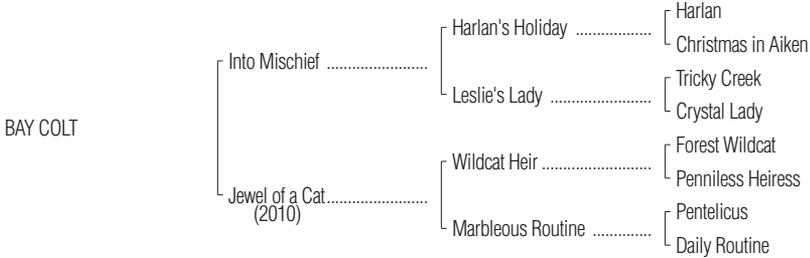 Harlan
Harlan's Holiday ..................
Christmas in Aiken
Into Mischief ........................
Tricky Creek
Leslie's Lady ........................
Crystal Lady
BAY COLT
Forest Wildcat
Wildcat Heir ..........................
Penniless Heiress
Jewel of a Cat........................
(2010)
Pentelicus
Marbleous Routine ..............
Daily Routine